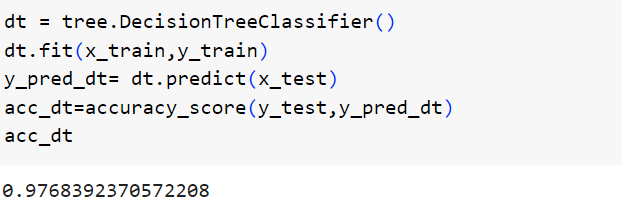 dt = tree.DecisionTreeClassifier()
dt.fit(x_train,y_train)
y_pred_dt= dt.predict(x_test)
acc_dt=accuracy_score(y_test,y_pred_dt)
acc_dt
0.9768392370572208